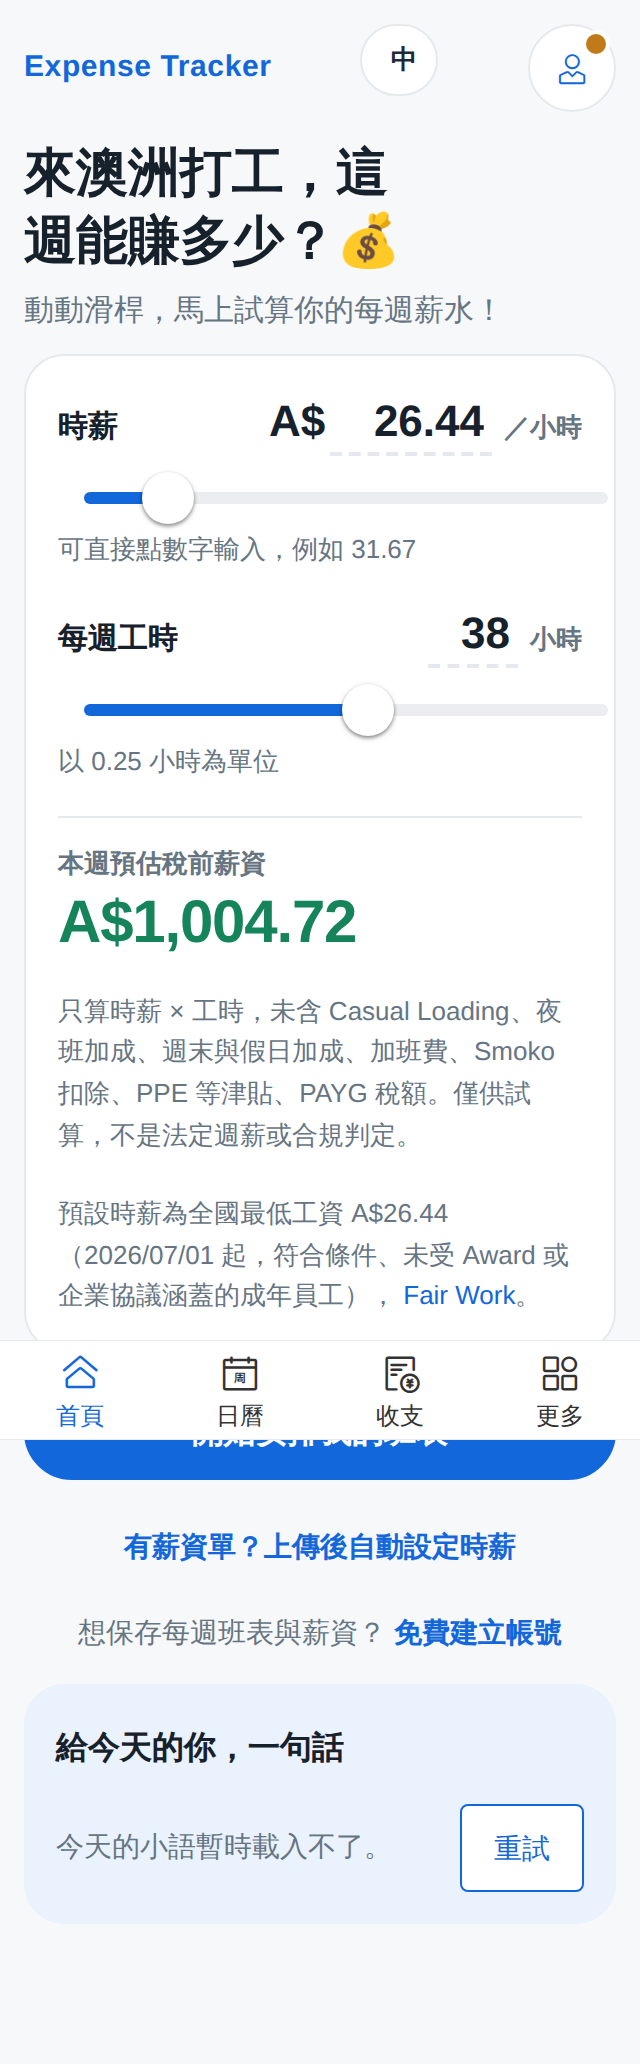 Expense Tracker
中
來澳洲打工，這
週能賺多少？💰
動動滑桿，馬上試算你的每週薪水！
時薪 A$ 26.44 ／小時
可直接點數字輸入，例如 31.67
每週工時 38 小時
以 0.25 小時為單位
本週預估稅前薪資
A$1,004.72
只算時薪 × 工時，未含 Casual Loading、夜
班加成、週末與假日加成、加班費、Smoko
扣除、PPE 等津貼、PAYG 稅額。僅供試
算，不是法定週薪或合規判定。
預設時薪為全國最低工資 A$26.44
（2026/07/01 起，符合條件、未受 Award 或
企業協議涵蓋的成年員工）， Fair Work。
周 ¥
首頁 日曆 收支 更多
有薪資單？上傳後自動設定時薪
想保存每週班表與薪資？ 免費建立帳號
給今天的你，一句話
今天的小語暫時載入不了。 重試